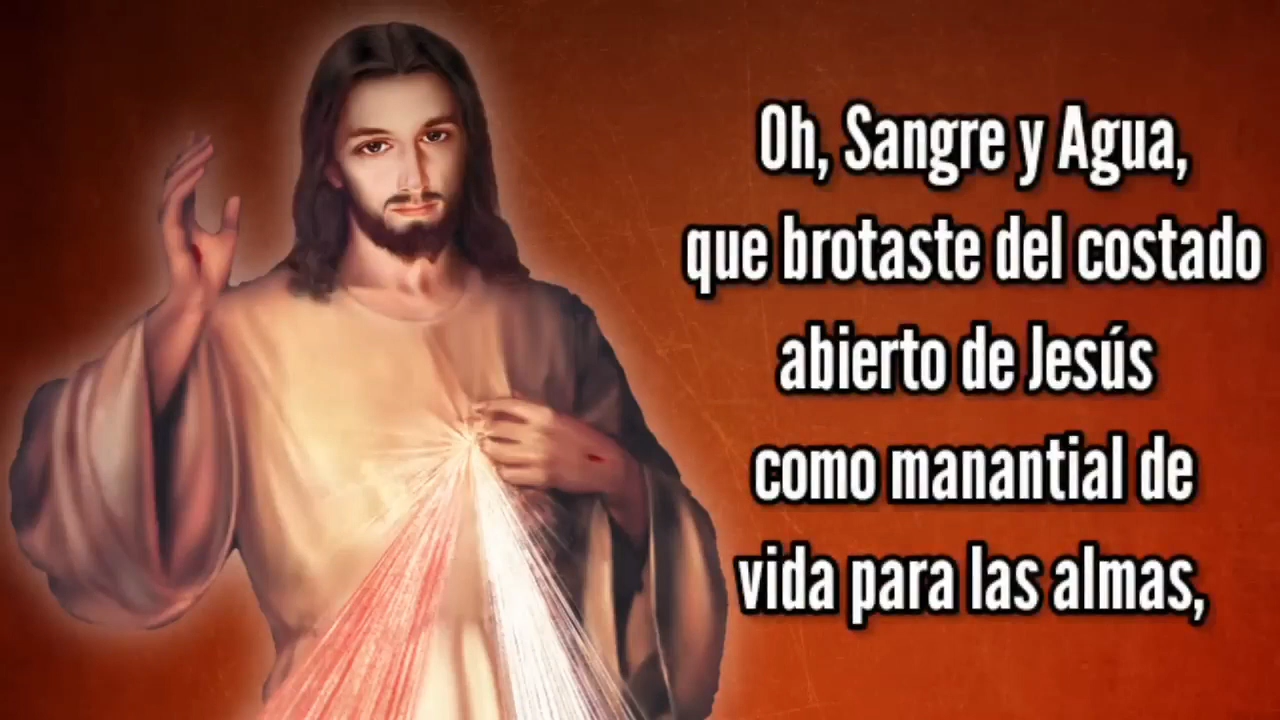 Oh, Sangre y Agua,
que brotaste del costado
abierto de Jesús
como manantial de
vida para las almas,